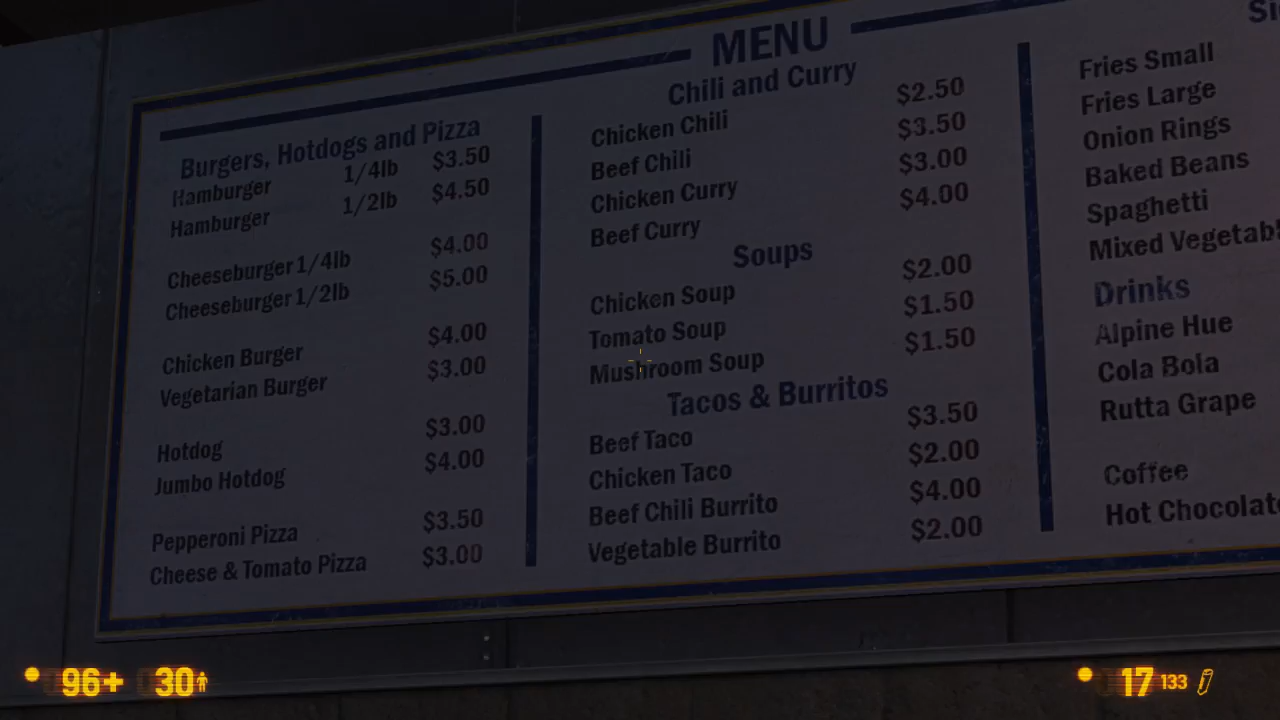 MENU
Burgers, Hotdogs and Pizza
Hamburger 1/4lb $3.50
Hamburger 1/2lb $4.50
Cheeseburger 1/4lb $4.00
Cheeseburger 1/2lb $5.00
Chicken Burger $4.00
Vegetarian Burger $3.00
Hotdog $3.00
Jumbo Hotdog $4.00
Pepperoni Pizza $3.50
Cheese & Tomato Pizza $3.00
Chili and Curry
Chicken Chili $2.50
Beef Chili $3.50
Chicken Curry $3.00
Beef Curry $4.00
Soups
Chicken Soup $2.00
Tomato Soup $1.50
Mushroom Soup $1.50
Tacos & Burritos
Beef Taco $3.50
Chicken Taco $2.00
Beef Chili Burrito $4.00
Vegetable Burrito $2.00
Fries Small
Fries Large
Onion Rings
Baked Beans
Spaghetti
Mixed
Drinks
Alpine Hue
Cola Bola
Rutta Grape
Coffee
Hot
96+ 30
17 133